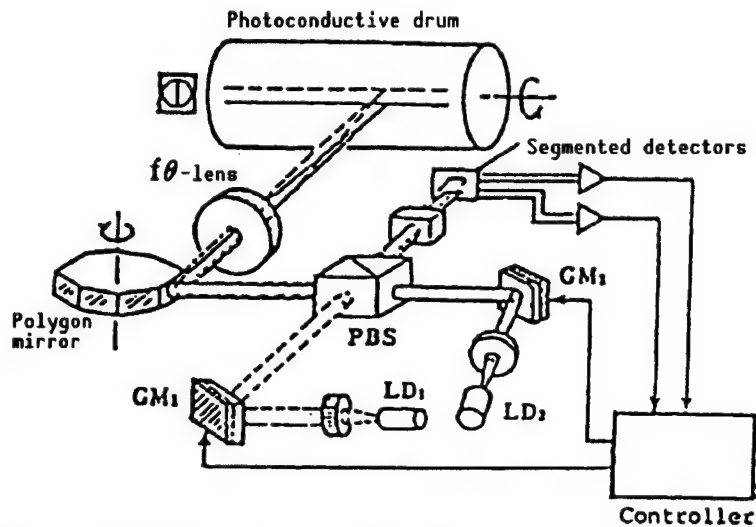 Photoconductive drum
Segmented detectors
fθ-lens
GM₂
Polygon
mirror
PBS
GM₁
LD₁
LD₂
Controller